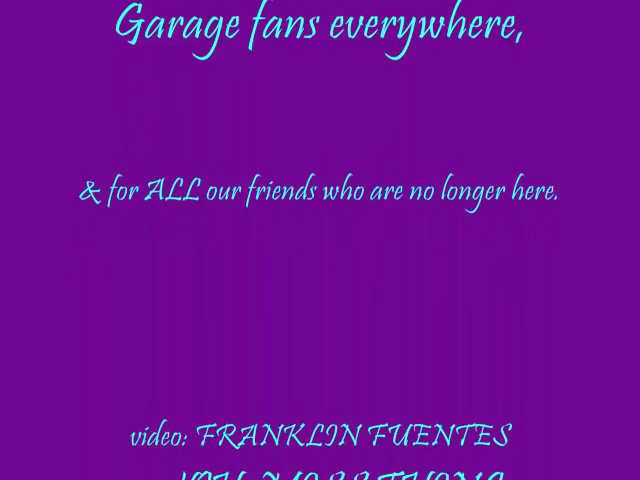 Garage fans everywhere,
& for ALL our friends who are no longer here.
video: FRANKLIN FUENTES